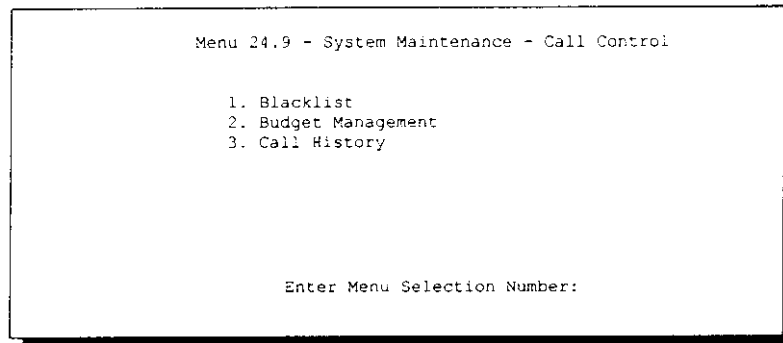 Menu 24.9 - System Maintenance - Call Control
1. Blacklist
2. Budget Management
3. Call History
Enter Menu Selection Number: